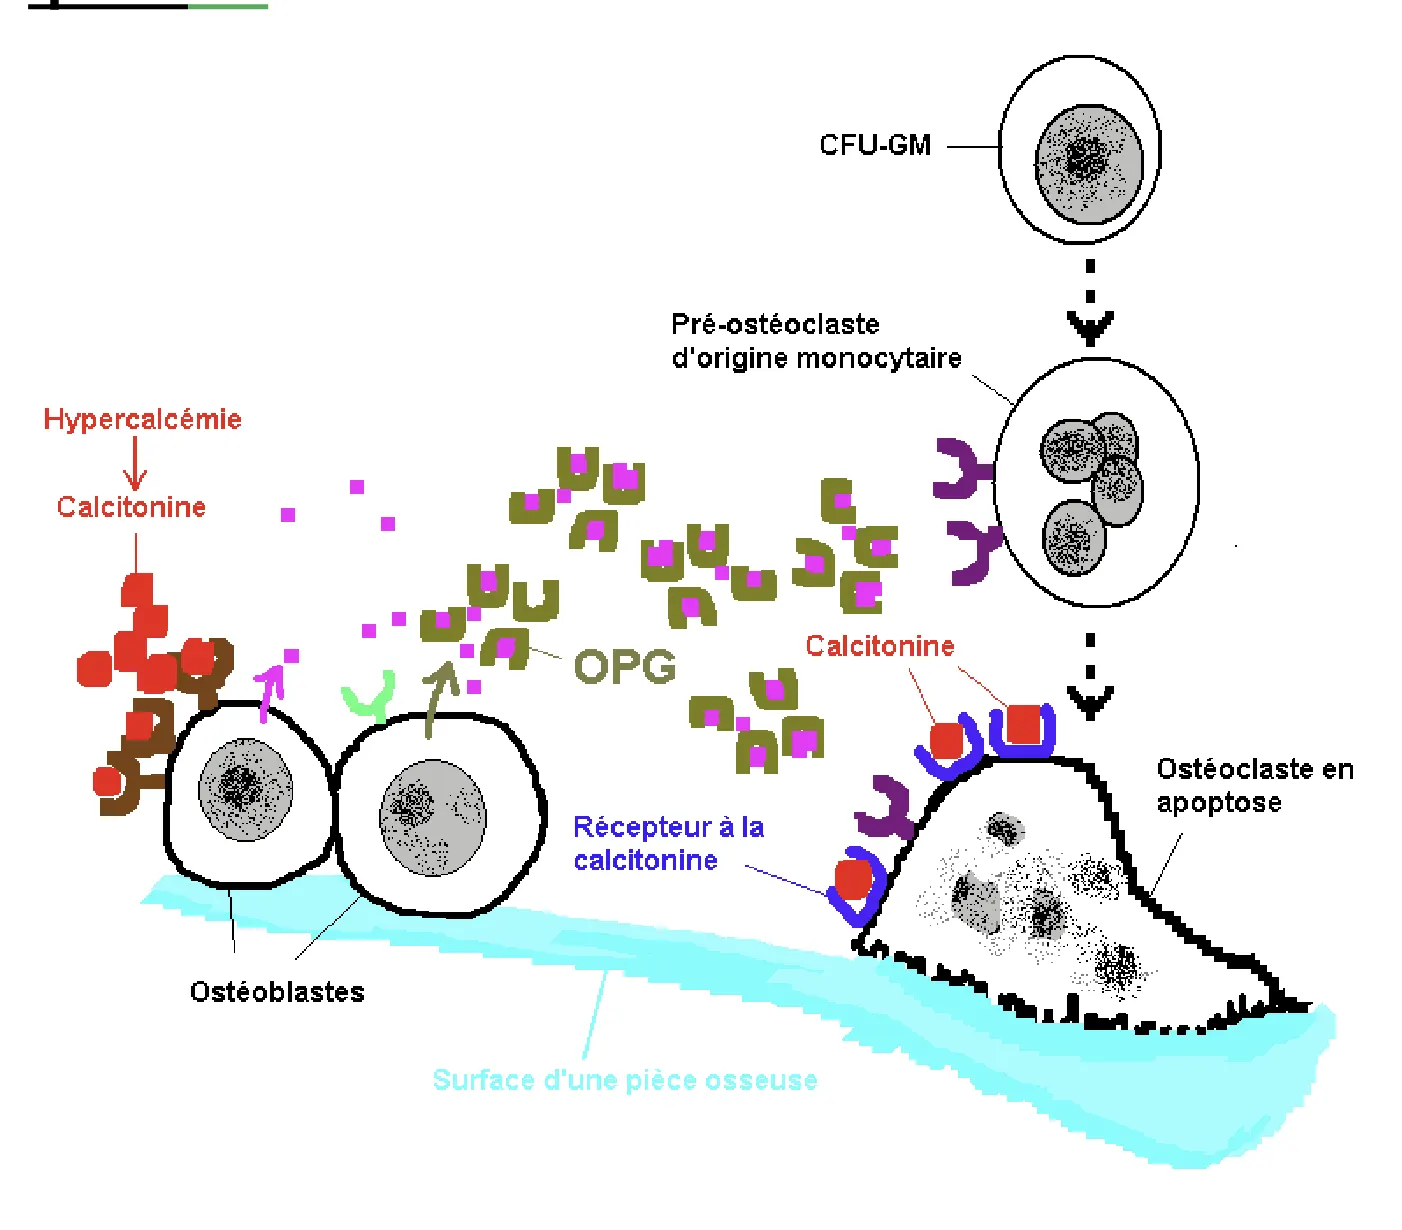 CFU-GM
Pré-ostéoclaste
d'origine monocytaire
Hypercalcémie
Calcitonine
OPG
Calcitonine
Ostéoclaste en
apoptose
Récepteur à la
calcitonine
Ostéoblastes
Surface d'une pièce osseuse